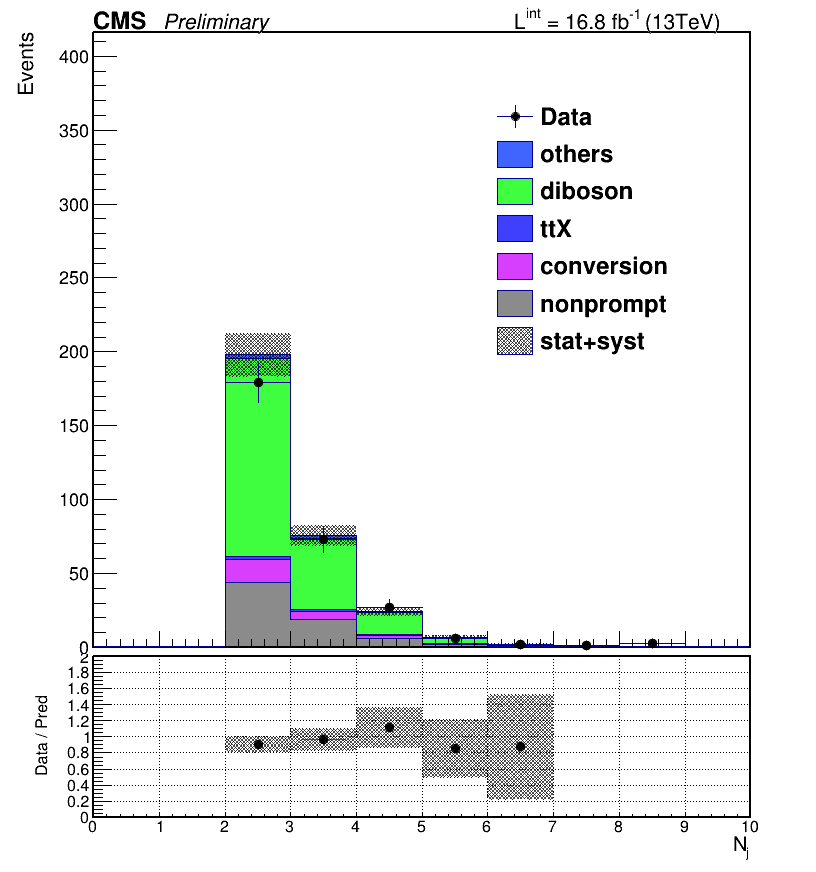 CMS Preliminary L^int = 16.8 fb^-1 (13TeV)
Events
400
350
300
250
200
150
100
50
0
Data
others
diboson
ttX
conversion
nonprompt
stat+syst
Data / Pred
2
1.8
1.6
1.4
1.2
1
0.8
0.6
0.4
0.2
0
0 1 2 3 4 5 6 7 8 9 10
N_j